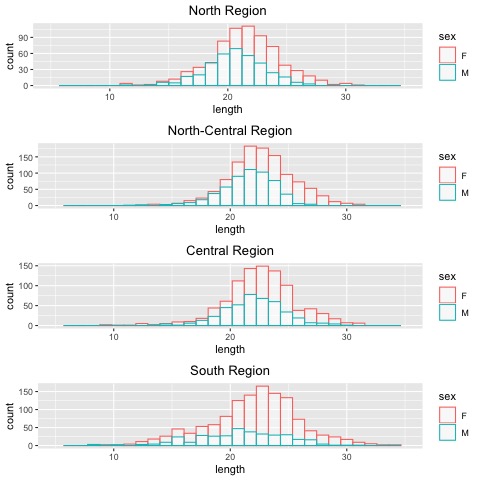 North Region
count
90
60
30
0
10 20 30
length
sex
F
M
North-Central Region
count
150
100
50
0
10 20 30
length
sex
F
M
Central Region
count
150
100
50
0
10 20 30
length
sex
F
M
South Region
count
150
100
50
0
10 20 30
length
sex
F
M